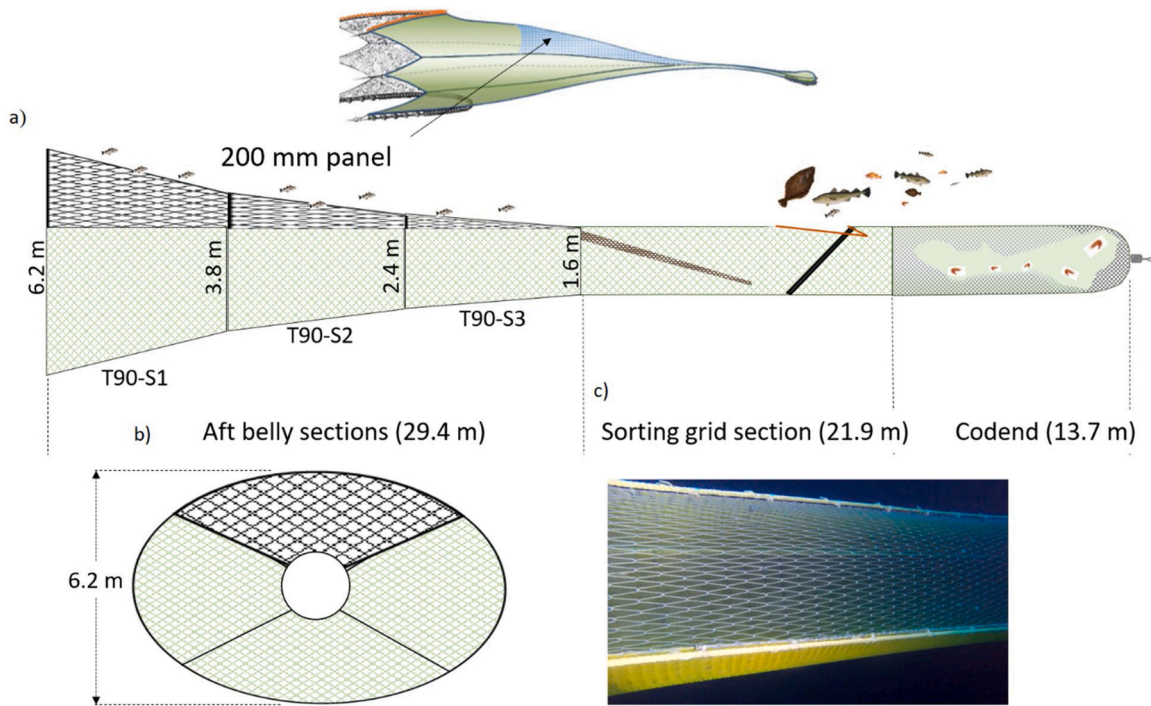 a)
200 mm panel
6.2 m
3.8 m
2.4 m
1.6 m
T90-S1
T90-S2
T90-S3
c)
b)
Aft belly sections (29.4 m)
Sorting grid section (21.9 m)
Codend (13.7 m)
6.2 m